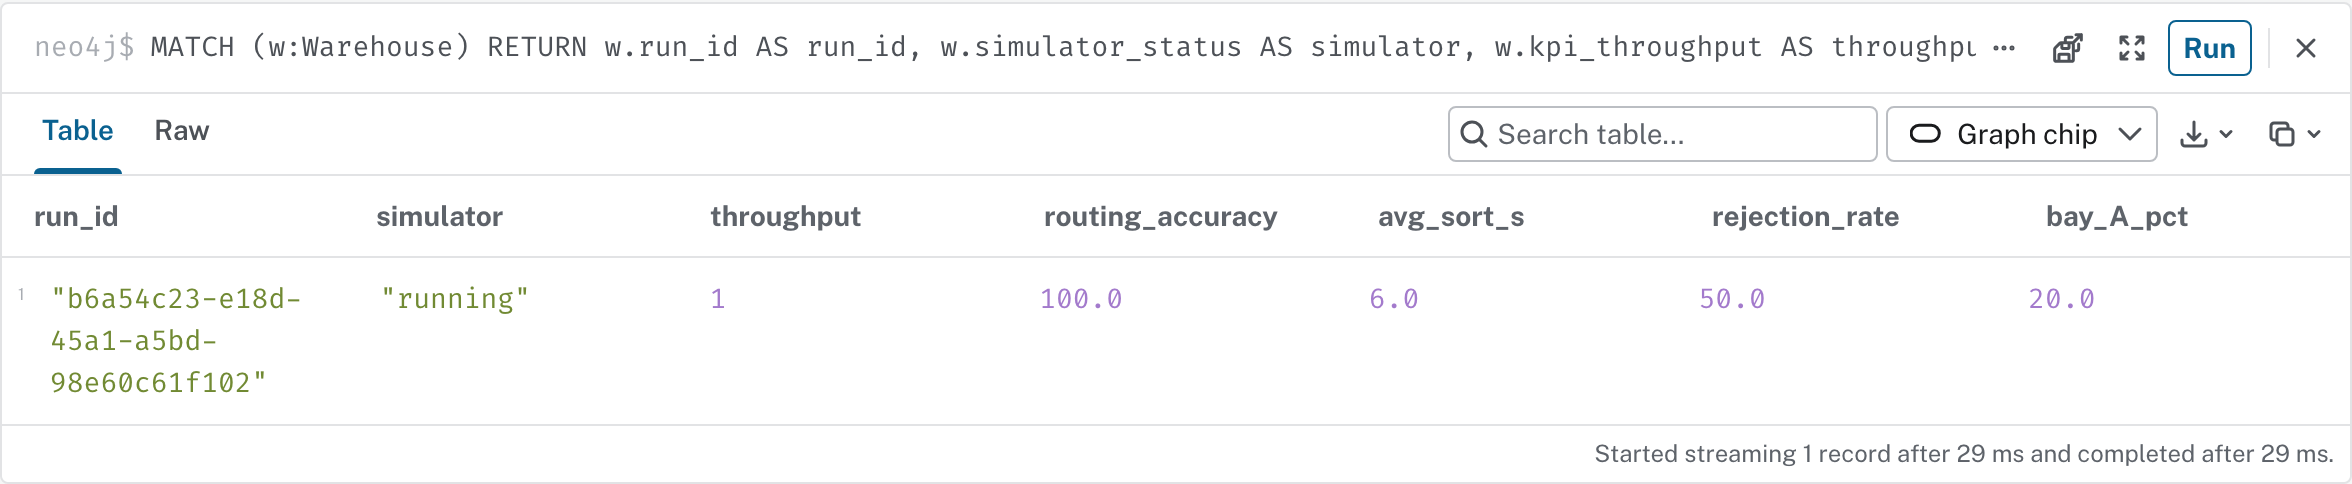 neo4j$ MATCH (w:Warehouse) RETURN w.run_id AS run_id, w.simulator_status AS simulator, w.kpi_throughput AS throughpu ··· Run
Table Raw Search table... Graph chip
run_id simulator throughput routing_accuracy avg_sort_s rejection_rate bay_A_pct
1 "b6a54c23-e18d- "running" 1 100.0 6.0 50.0 20.0
45a1-a5bd-
98e60c61f102"
Started streaming 1 record after 29 ms and completed after 29 ms.